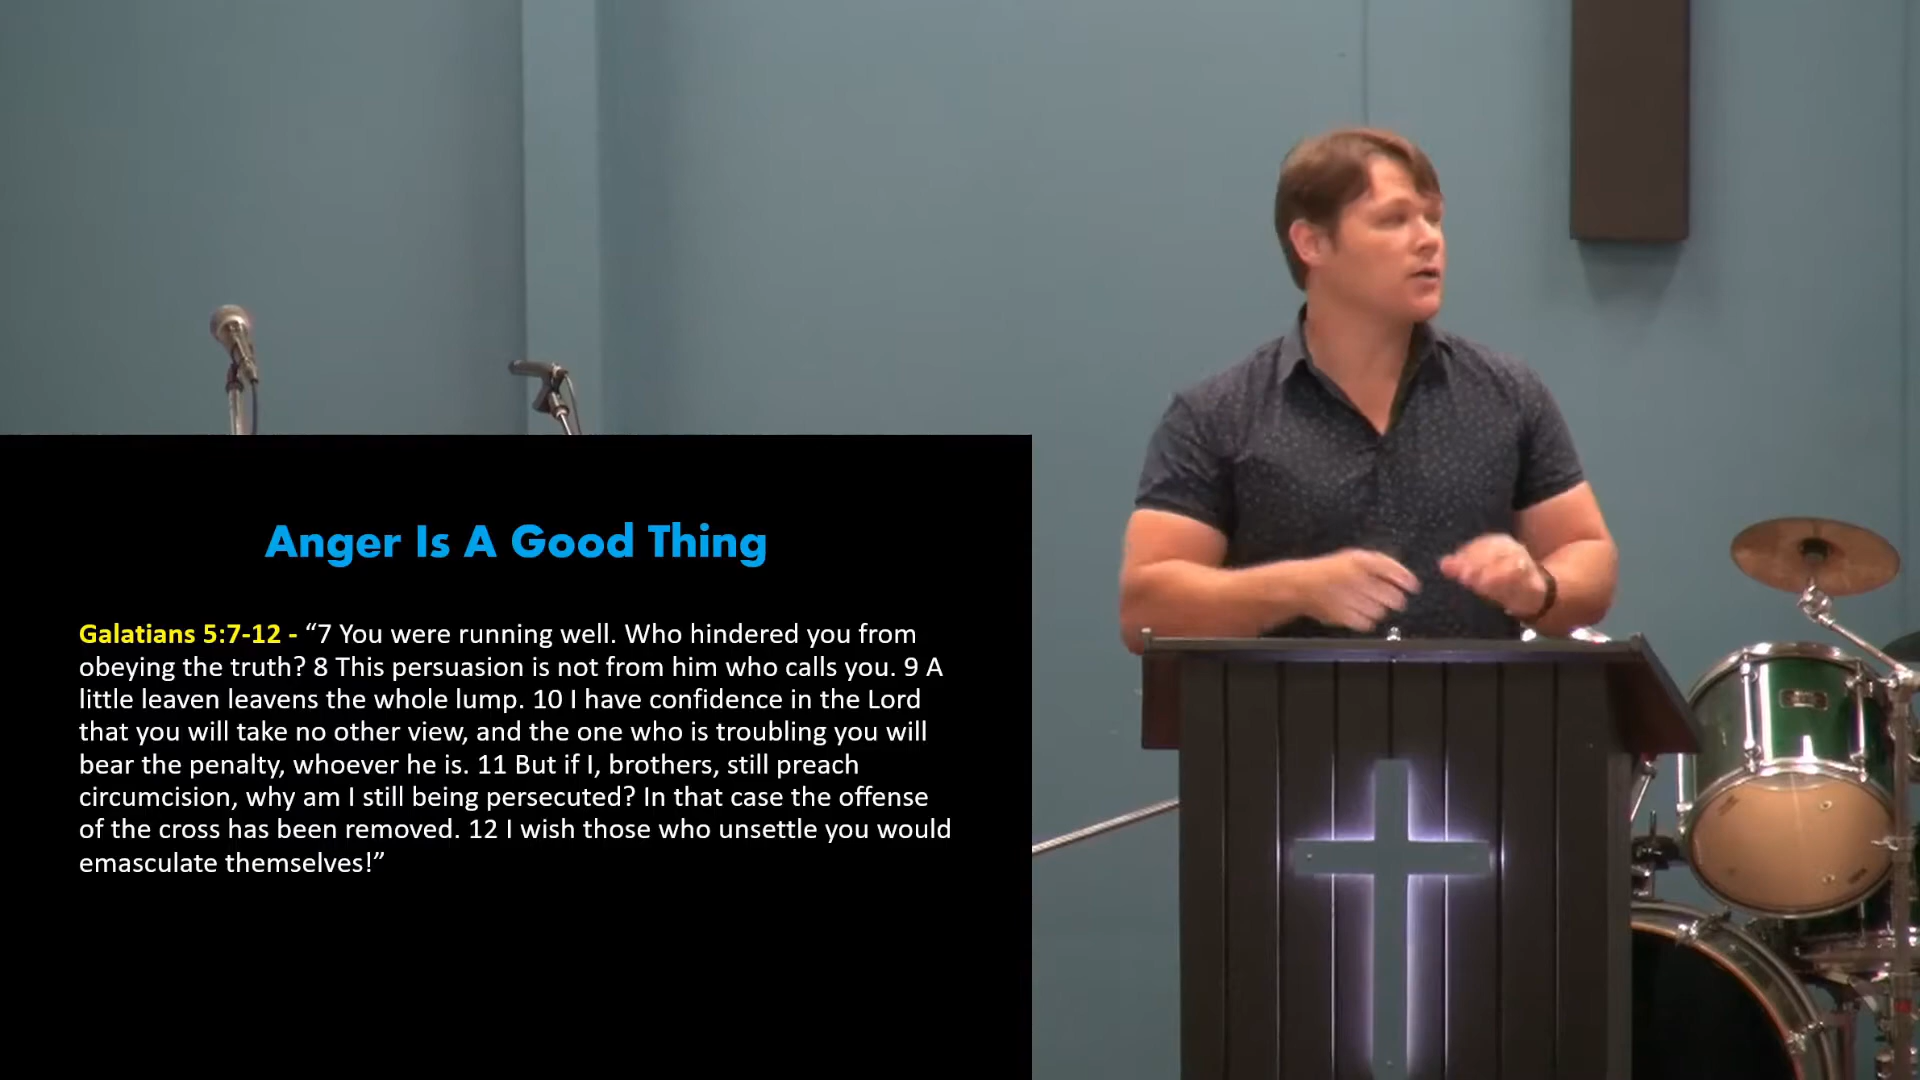 Anger Is A Good Thing
Galatians 5:7-12 - “7 You were running well. Who hindered you from
obeying the truth? 8 This persuasion is not from him who calls you. 9 A
little leaven leavens the whole lump. 10 I have confidence in the Lord
that you will take no other view, and the one who is troubling you will
bear the penalty, whoever he is. 11 But if I, brothers, still preach
circumcision, why am I still being persecuted? In that case the offense
of the cross has been removed. 12 I wish those who unsettle you would
emasculate themselves!”